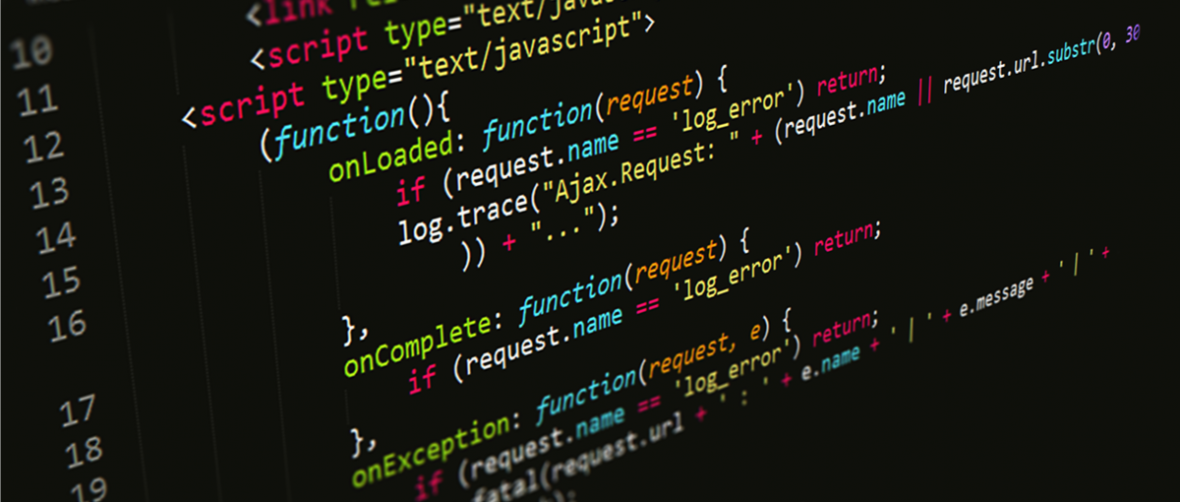 10 <link rel
11 <script type="text/javas
12 <script type="text/javascript">
13 (function(){
14 onLoaded: function(request) {
15 if (request.name == 'log_error') return;
16 log.trace("Ajax.Request: " + (request.name || request.url.substr(0, 30
)) + "...");
17 },
18 onComplete: function(request) {
19 if (request.name == 'log_error') return;
},
onException: function(request, e) {
if (request.name == 'log_error') return;
fatal(request.url + ' : ' + e.name + ' | ' + e.message + ' | ' +
);